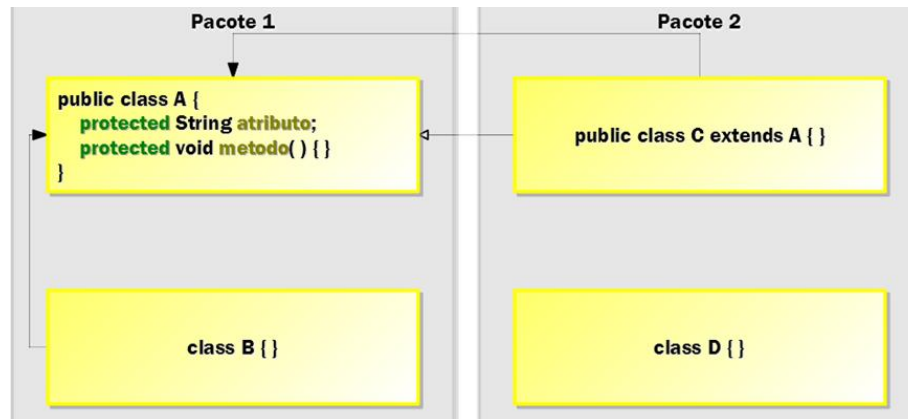 Pacote 1
Pacote 2
public class A {
protected String atributo;
protected void metodo( ) { }
}
public class C extends A { }
class B { }
class D { }